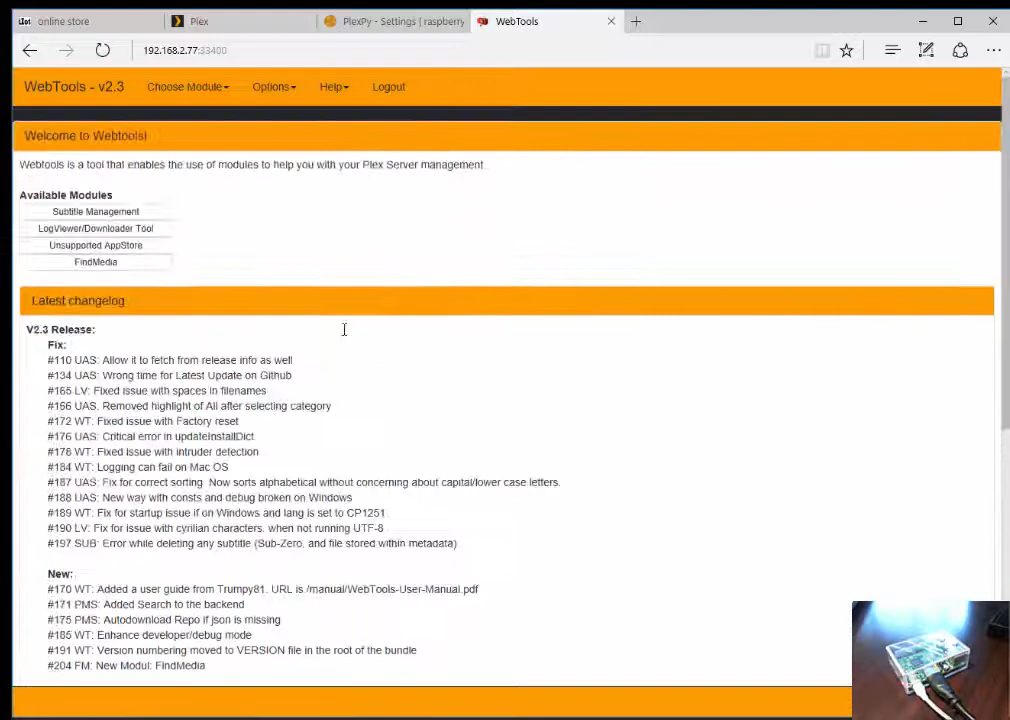 online store
Plex
PlexPy - Settings | raspberry
WebTools
192.168.2.77:33400
WebTools - v2.3
Choose Module
Options
Help
Logout
Welcome to Webtools!
Webtools is a tool that enables the use of modules to help you with your Plex Server management.
Available Modules
Subtitle Management
LogViewer/Downloader Tool
Unsupported AppStore
FindMedia
Latest changelog
V2.3 Release:
Fix:
#110 UAS: Allow it to fetch from release info as well
#134 UAS: Wrong time for Latest Update on Github
#165 LV: Fixed issue with spaces in filenames
#166 UAS. Removed highlight of All after selecting category
#172 WT: Fixed issue with Factory reset
#176 UAS: Critical error in updateInstallDict
#178 WT: Fixed issue with intruder detection
#184 WT: Logging can fail on Mac OS
#187 UAS: Fix for correct sorting. Now sorts alphabetical without concerning about capital/lower case letters.
#188 UAS: New way with consts and debug broken on Windows
#189 WT: Fix for startup issue if on Windows and lang is set to CP1251
#190 LV: Fix for issue with cyrilian characters. when not running UTF-8
#197 SUB: Error while deleting any subtitle (Sub-Zero, and file stored within metadata)
New:
#170 WT: Added a user guide from Trumpy81. URL is /manual/WebTools-User-Manual.pdf
#171 PMS: Added Search to the backend
#175 PMS: Autodownload Repo if json is missing
#185 WT: Enhance developer/debug mode
#191 WT: Version numbering moved to VERSION file in the root of the bundle
#204 FM: New Modul: FindMedia